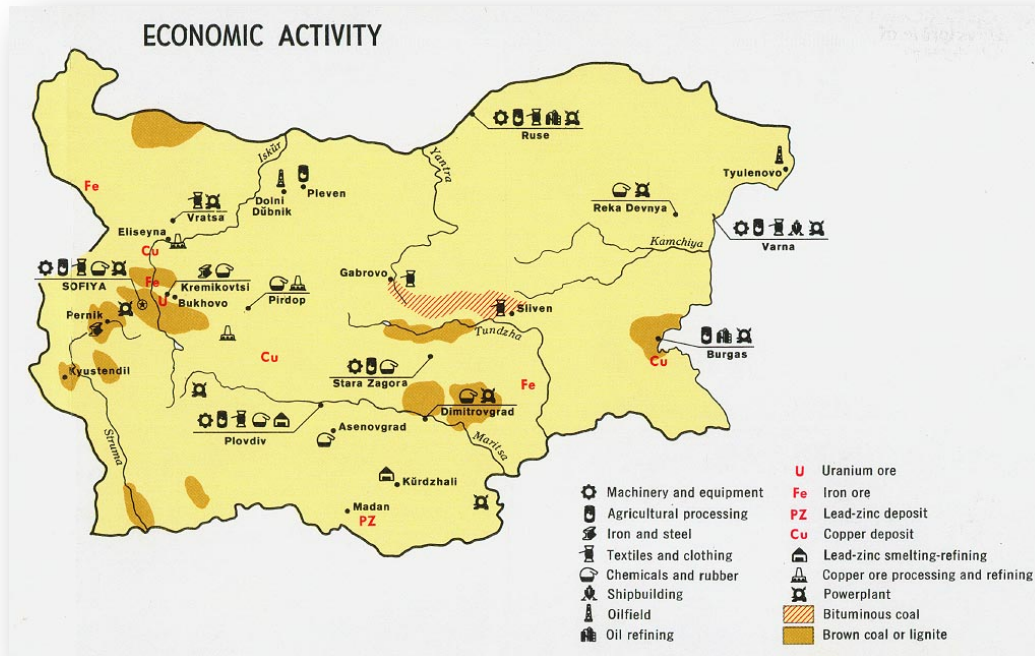 ECONOMIC ACTIVITY
Ruse
Iskŭr
Yantra
Tyulenovo
Fe
Pleven
Dolni
Dŭbnik
Vratsa
Reka Devnya
Eliseyna
Varna
Cu
Kamchiya
SOFIYA
Fe
Kremikovtsi
U
Bukhovo
Pirdop
Gabrovo
Sliven
Pernik
Tundzha
Burgas
Cu
Cu
Kyustendil
Stara Zagora
Fe
Dimitrovgrad
Plovdiv
Asenovgrad
Maritsa
Struma
Kŭrdzhali
Madan
PZ
Machinery and equipment
Agricultural processing
Iron and steel
Textiles and clothing
Chemicals and rubber
Shipbuilding
Oilfield
Oil refining
U Uranium ore
Fe Iron ore
PZ Lead-zinc deposit
Cu Copper deposit
Lead-zinc smelting-refining
Copper ore processing and refining
Powerplant
Bituminous coal
Brown coal or lignite